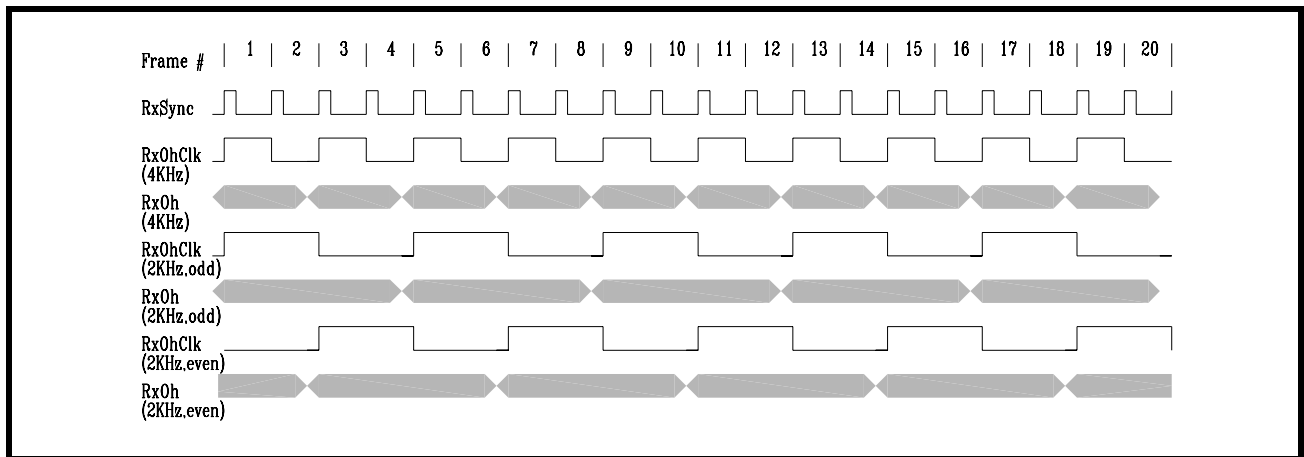 Frame # | 1 | 2 | 3 | 4 | 5 | 6 | 7 | 8 | 9 | 10 | 11 | 12 | 13 | 14 | 15 | 16 | 17 | 18 | 19 | 20
RxSync
RxOhClk
(4KHz)
RxOh
(4KHz)
RxOhClk
(2KHz,odd)
RxOh
(2KHz,odd)
RxOhClk
(2KHz,even)
RxOh
(2KHz,even)